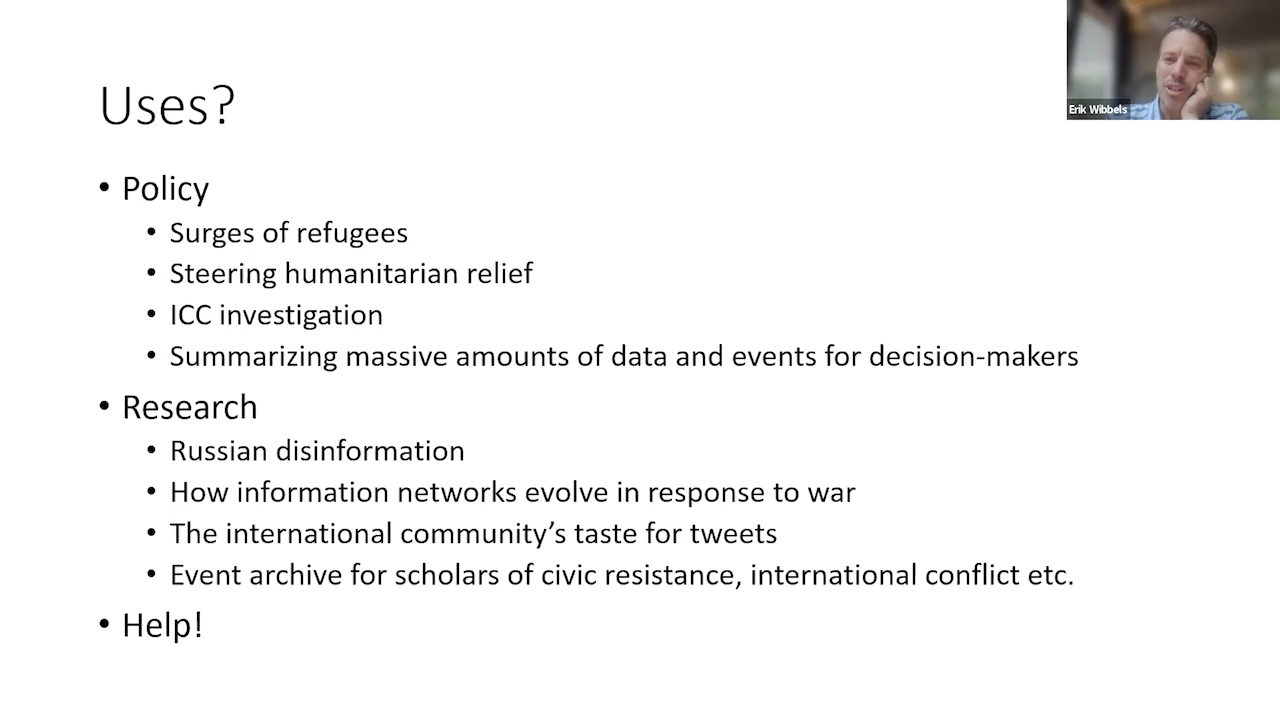 Uses?
Erik Wibbels
• Policy
• Surges of refugees
• Steering humanitarian relief
• ICC investigation
• Summarizing massive amounts of data and events for decision-makers
• Research
• Russian disinformation
• How information networks evolve in response to war
• The international community’s taste for tweets
• Event archive for scholars of civic resistance, international conflict etc.
• Help!